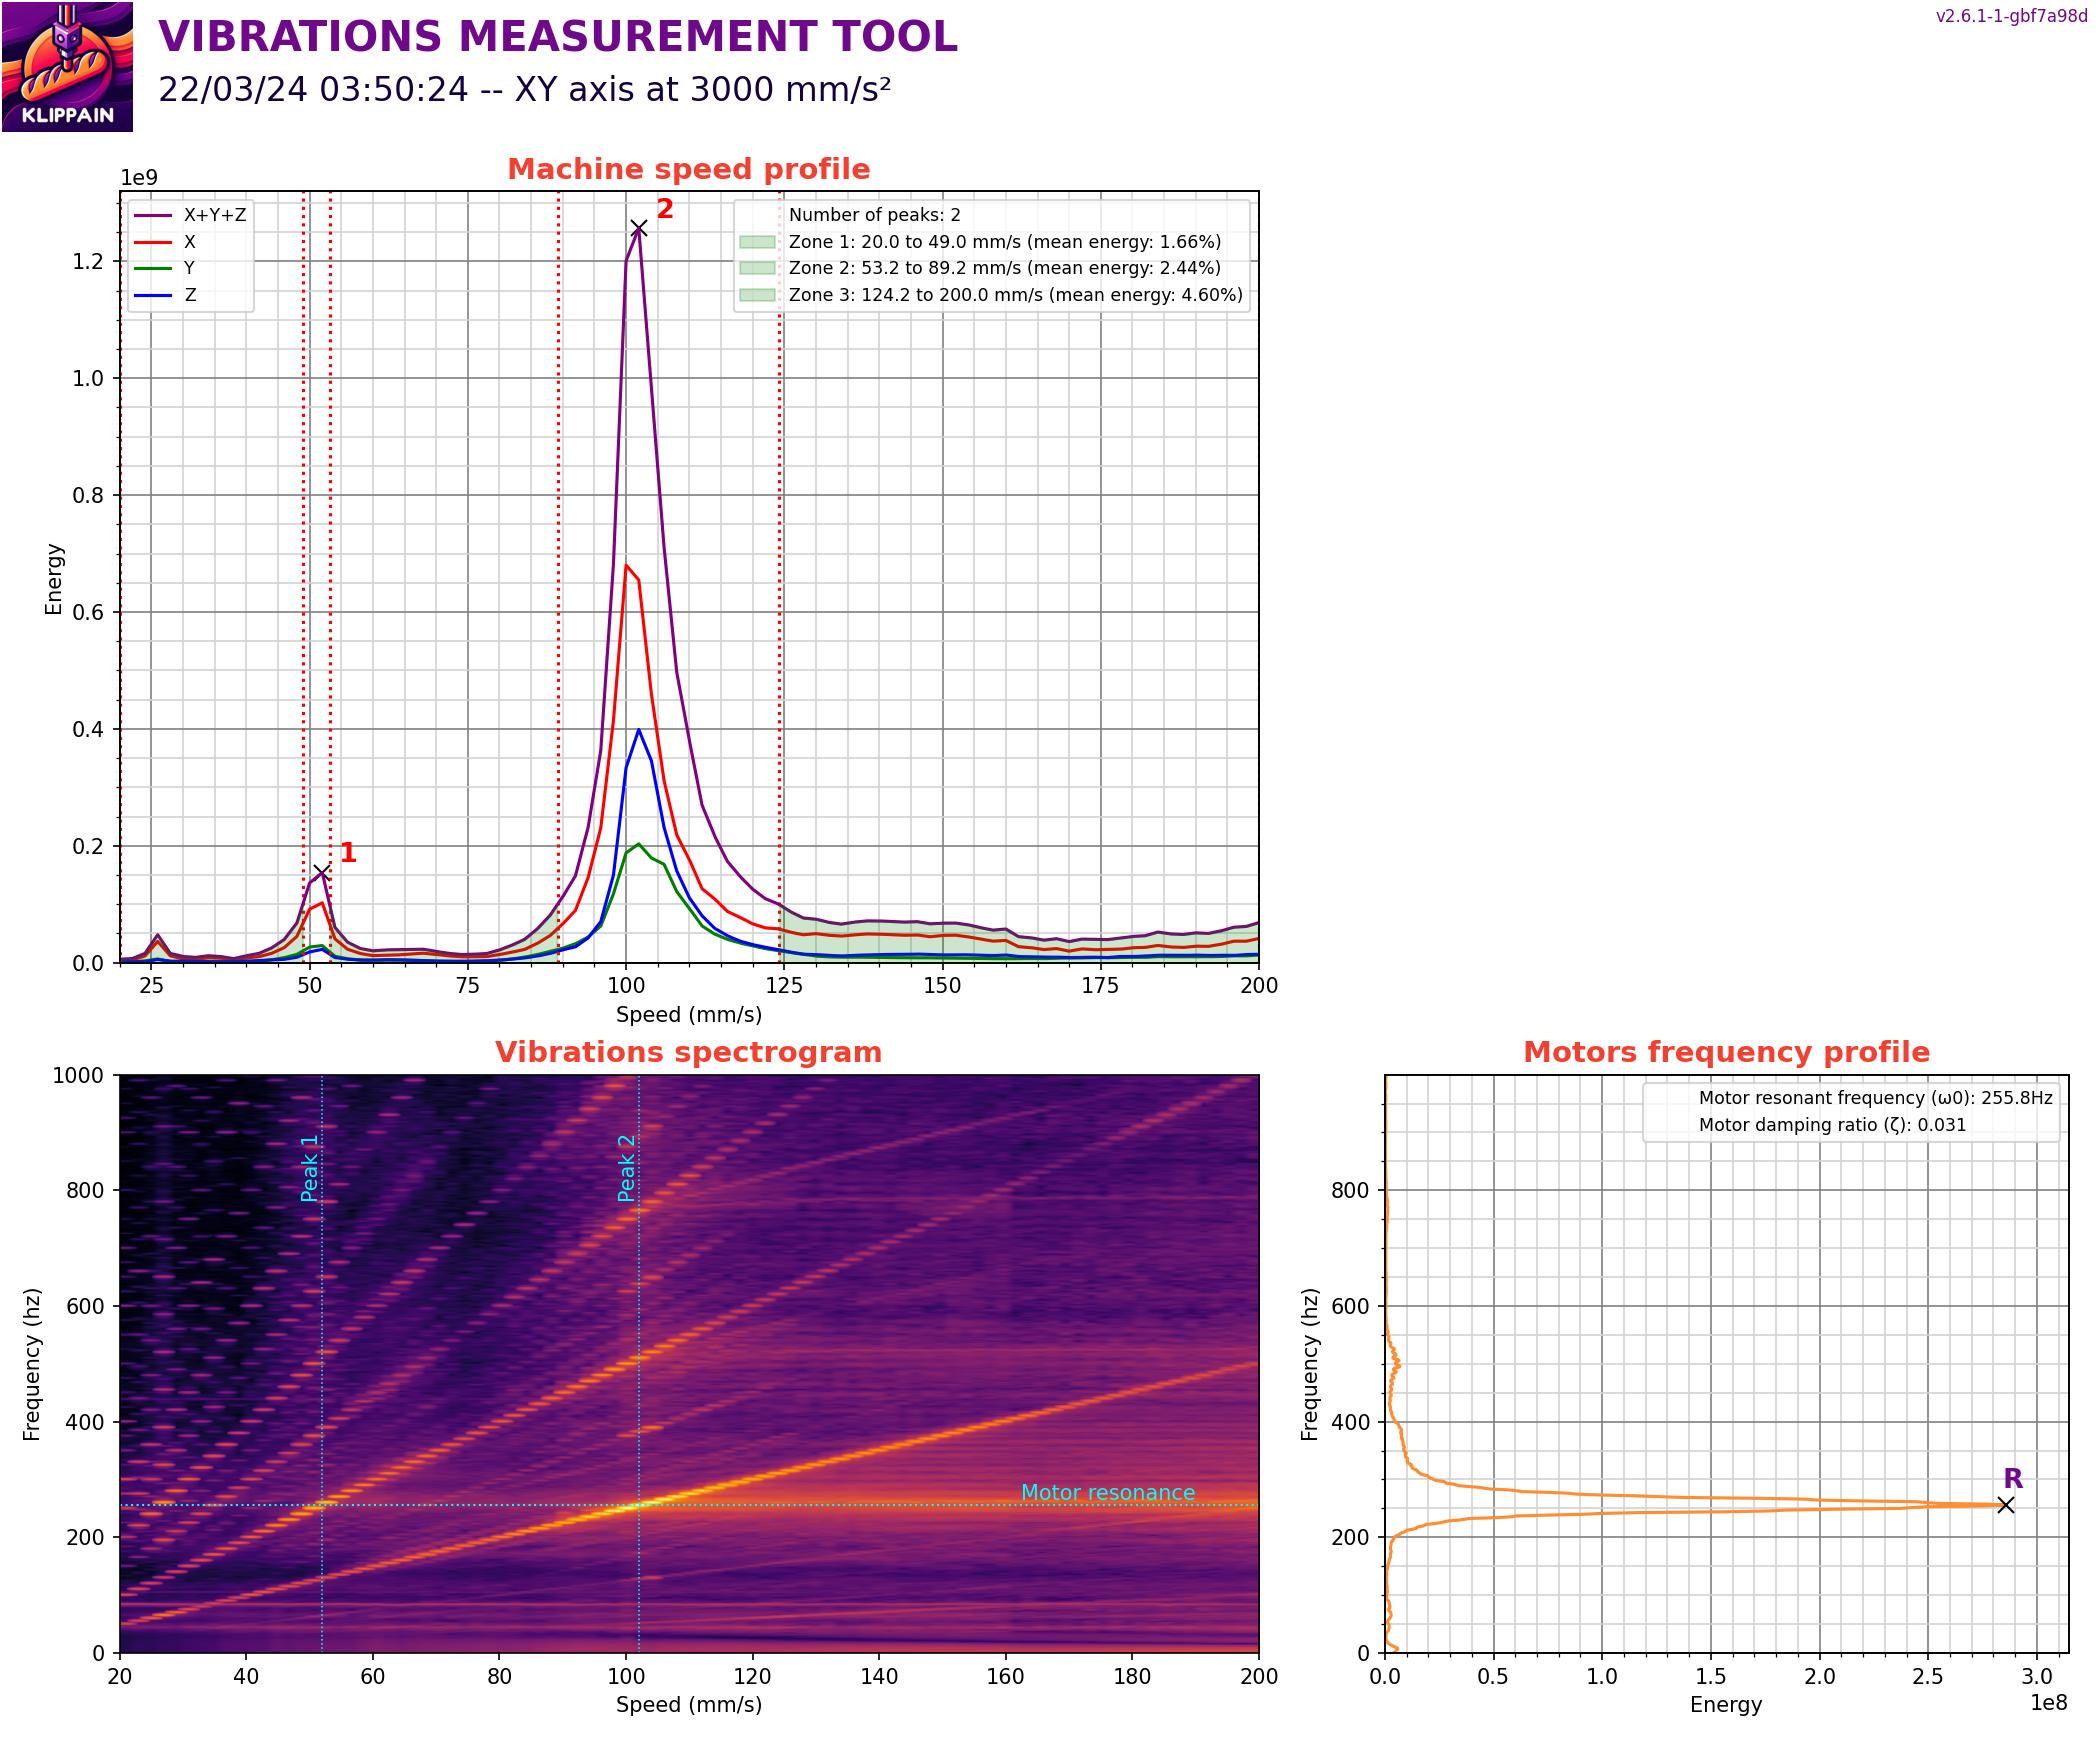 KLIPPAIN
VIBRATIONS MEASUREMENT TOOL
22/03/24 03:50:24 -- XY axis at 3000 mm/s²
v2.6.1-1-gbf7a98d
Machine speed profile
1e9
X+Y+Z
X
Y
Z
2
Number of peaks: 2
Zone 1: 20.0 to 49.0 mm/s (mean energy: 1.66%)
Zone 2: 53.2 to 89.2 mm/s (mean energy: 2.44%)
Zone 3: 124.2 to 200.0 mm/s (mean energy: 4.60%)
1.2
1.0
0.8
0.6
0.4
0.2
0.0
Energy
1
25 50 75 100 125 150 175 200
Speed (mm/s)
Vibrations spectrogram
1000
800
600
400
200
0
Frequency (hz)
Peak 1
Peak 2
Motor resonance
20 40 60 80 100 120 140 160 180 200
Speed (mm/s)
Motors frequency profile
Motor resonant frequency (ω0): 255.8Hz
Motor damping ratio (ζ): 0.031
800
600
400
200
0
Frequency (hz)
R
0.0 0.5 1.0 1.5 2.0 2.5 3.0
Energy
1e8